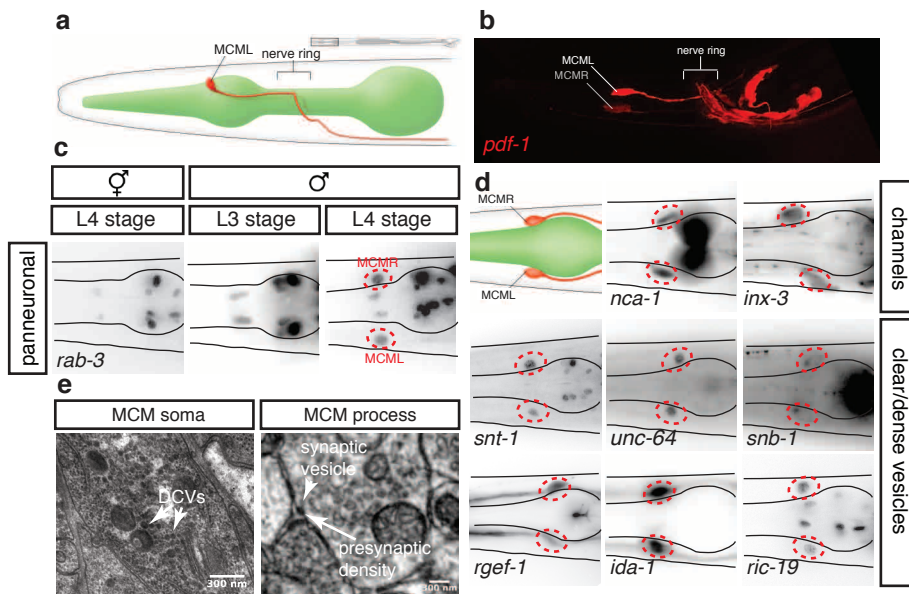 a
MCML
nerve ring
b
nerve ring
MCML
MCMR
pdf-1
c
⚥
♂
L4 stage
L3 stage
L4 stage
panneuronal
rab-3
MCMR
MCML
d
MCMR
MCML
nca-1
inx-3
channels
snt-1
unc-64
snb-1
rgef-1
ida-1
ric-19
clear/dense vesicles
e
MCM soma
MCM process
DCVs
300 nm
synaptic
vesicle
presynaptic
density